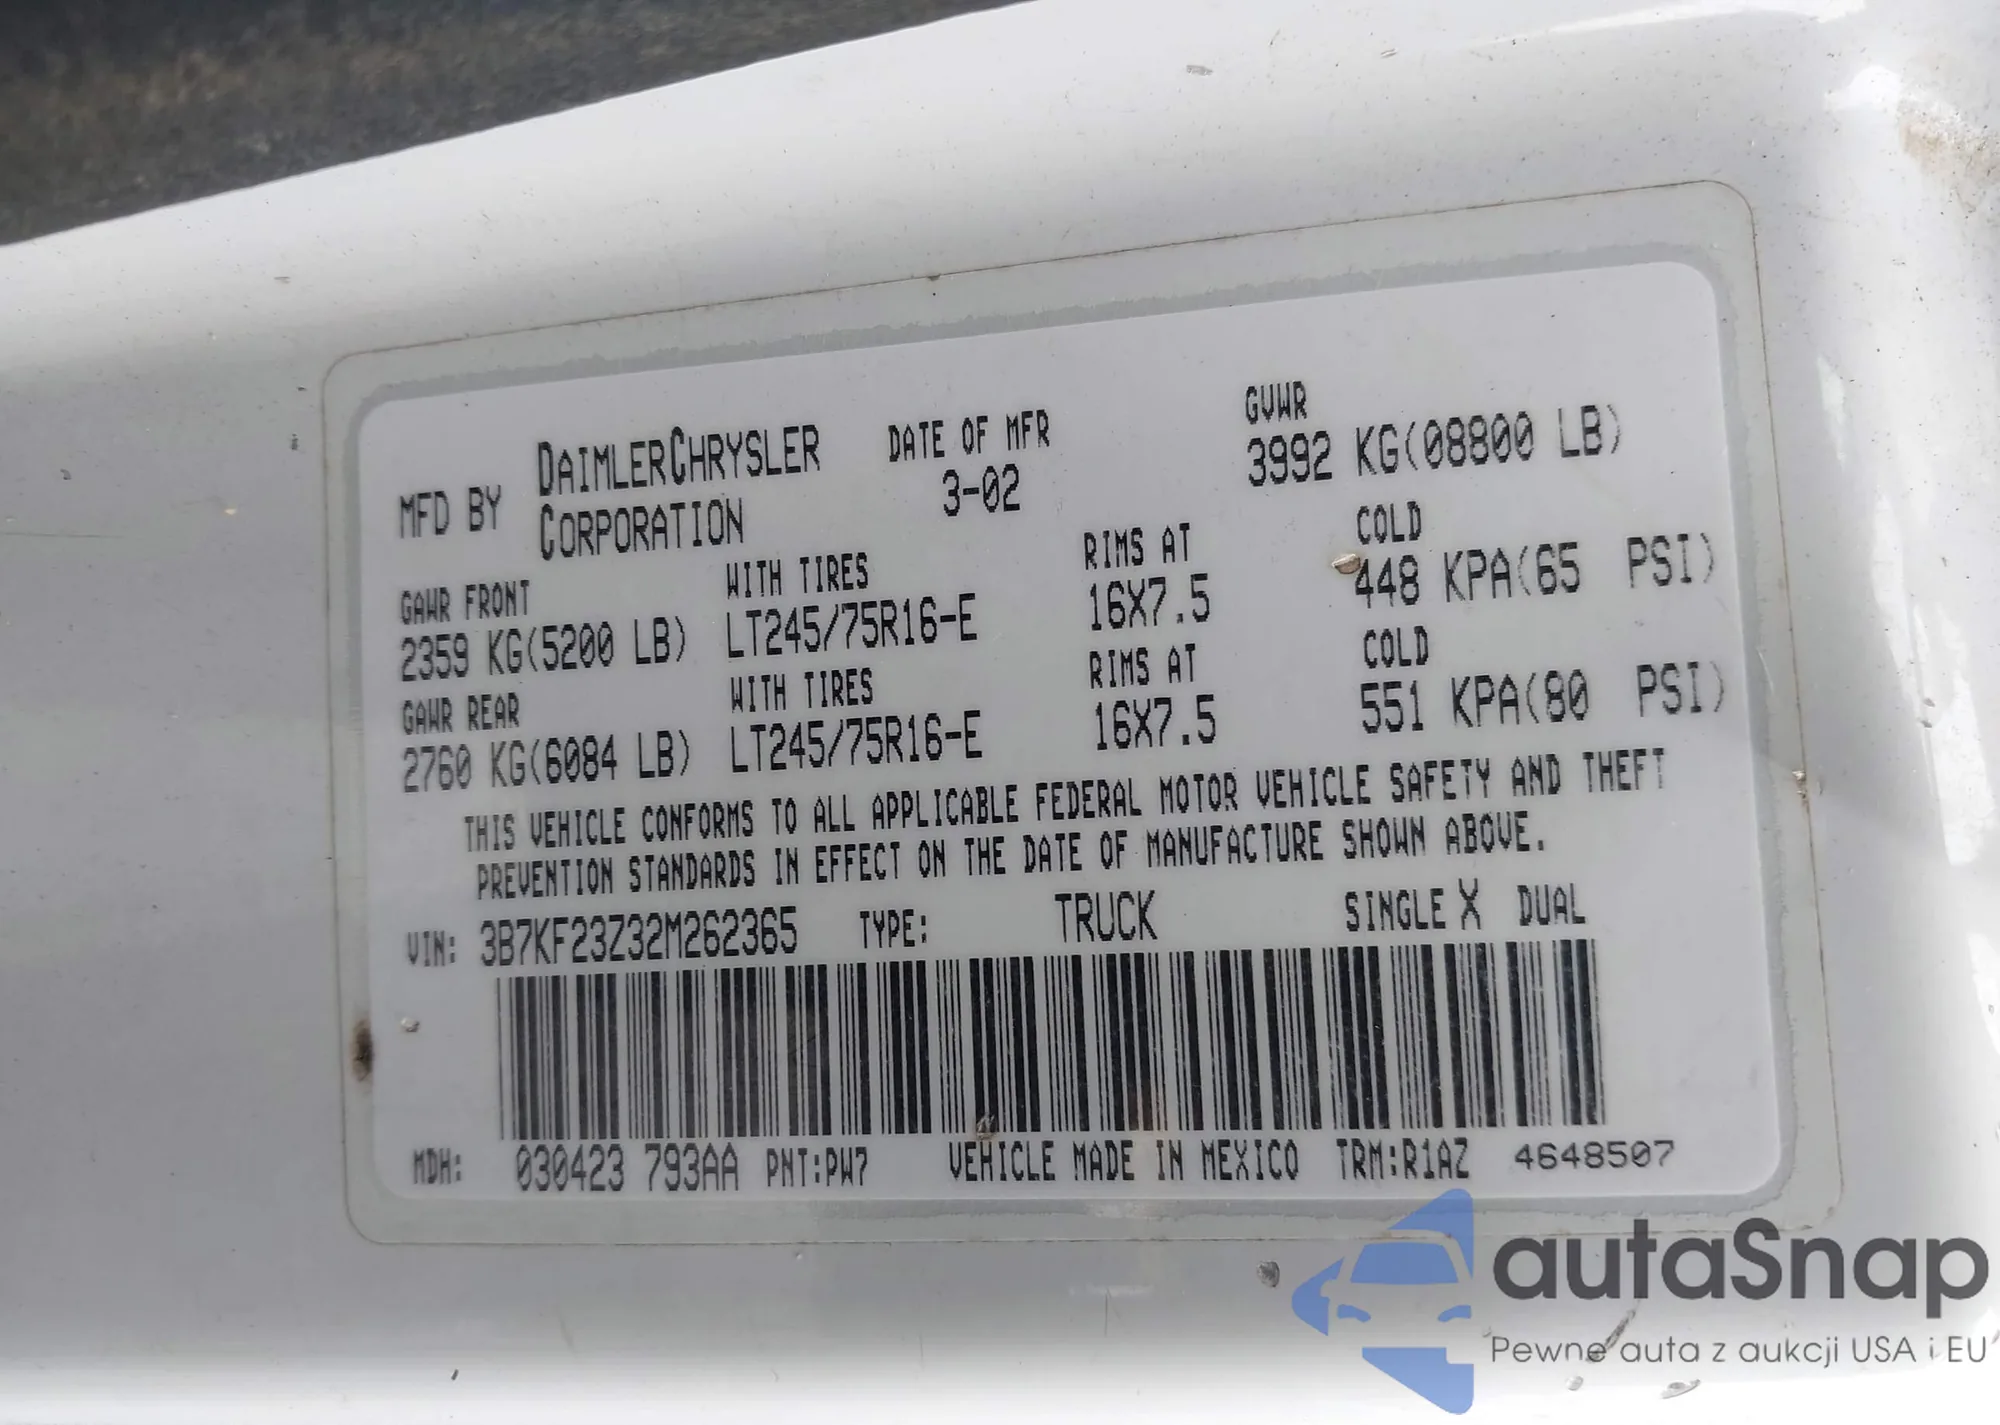 MFD BY DAIMLERCHRYSLER CORPORATION
DATE OF MFR
3-02
GVWR
3992 KG(08800 LB)
GAWR FRONT WITH TIRES RIMS AT COLD
2359 KG(5200 LB) LT245/75R16-E 16X7.5 448 KPA(65 PSI)
GAWR REAR WITH TIRES RIMS AT COLD
2760 KG(6084 LB) LT245/75R16-E 16X7.5 551 KPA(80 PSI)
THIS VEHICLE CONFORMS TO ALL APPLICABLE FEDERAL MOTOR VEHICLE SAFETY AND THEFT
PREVENTION STANDARDS IN EFFECT ON THE DATE OF MANUFACTURE SHOWN ABOVE.
VIN: 3B7KF23Z32M262365 TYPE: TRUCK SINGLE X DUAL
MDH: 030423 793AA PNT:PW7 VEHICLE MADE IN MEXICO TRM:R1AZ 4648507
autaSnap
Pewne auta z aukcji USA i EU